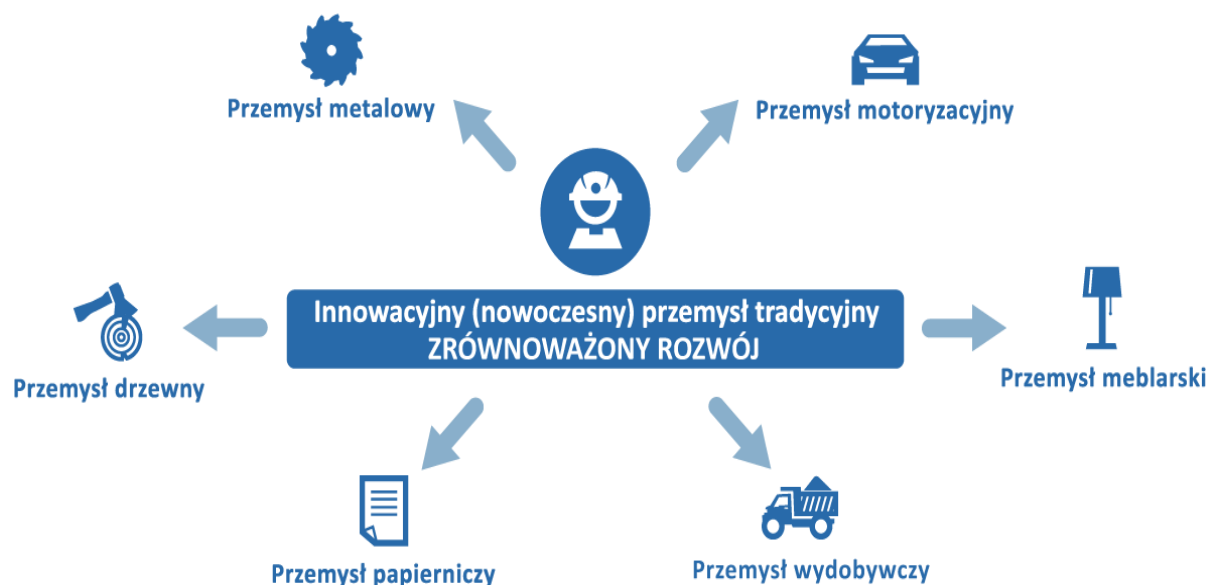 Przemysł metalowy
Przemysł motoryzacyjny
Innowacyjny (nowoczesny) przemysł tradycyjny
ZRÓWNOWAŻONY ROZWÓJ
Przemysł drzewny
Przemysł meblarski
Przemysł papierniczy
Przemysł wydobywczy